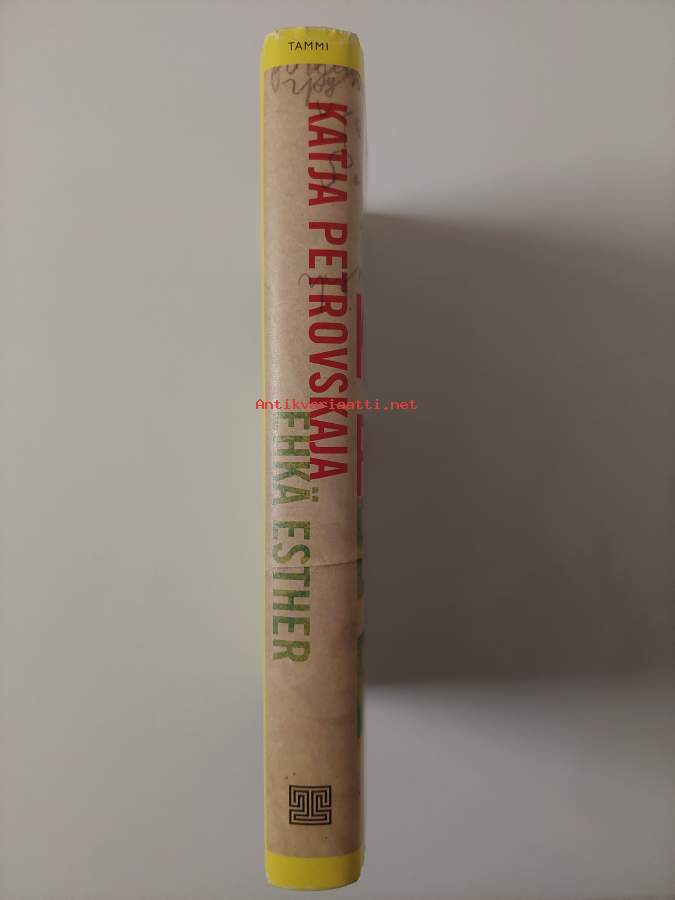 TAMMI
KATJA PETROVSKAJA
EHKÄ ESTHER
Antikvariaatti.net